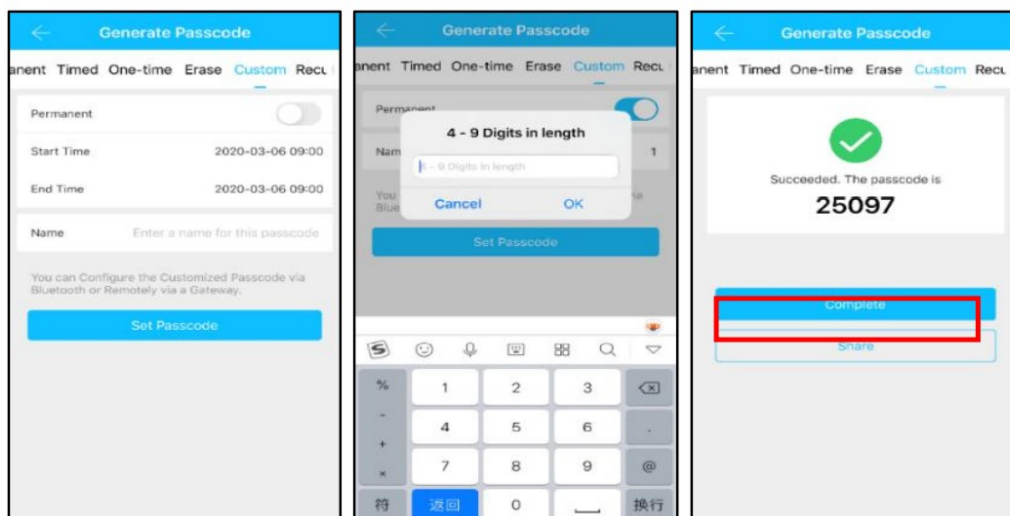 Generate Passcode
anent Timed One-time Erase Custom Recu
Permanent
Start Time 2020-03-06 09:00
End Time 2020-03-06 09:00
Name Enter a name for this passcode
You can Configure the Customized Passcode via
Bluetooth or Remotely via a Gateway.
Set Passcode
Generate Passcode
anent Timed One-time Erase Custom Recu
Permanent
4 - 9 Digits in length
Nam 1
4 - 9 Digits in length
You via
Blue
Cancel OK
Set Passcode
% 1 2 3
- 4 5 6 .
+
× 7 8 9 @
符 返回 0 换行
Generate Passcode
anent Timed One-time Erase Custom Recu
Succeeded. The passcode is
25097
Complete
Share